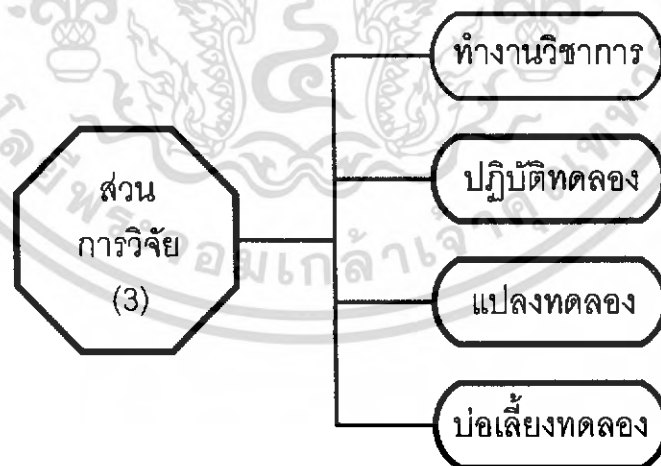 ส่วน
การวิจัย
(3)
ทำงานวิชาการ
ปฏิบัติทดลอง
แปลงทดลอง
บ่อเลี้ยงทดลอง